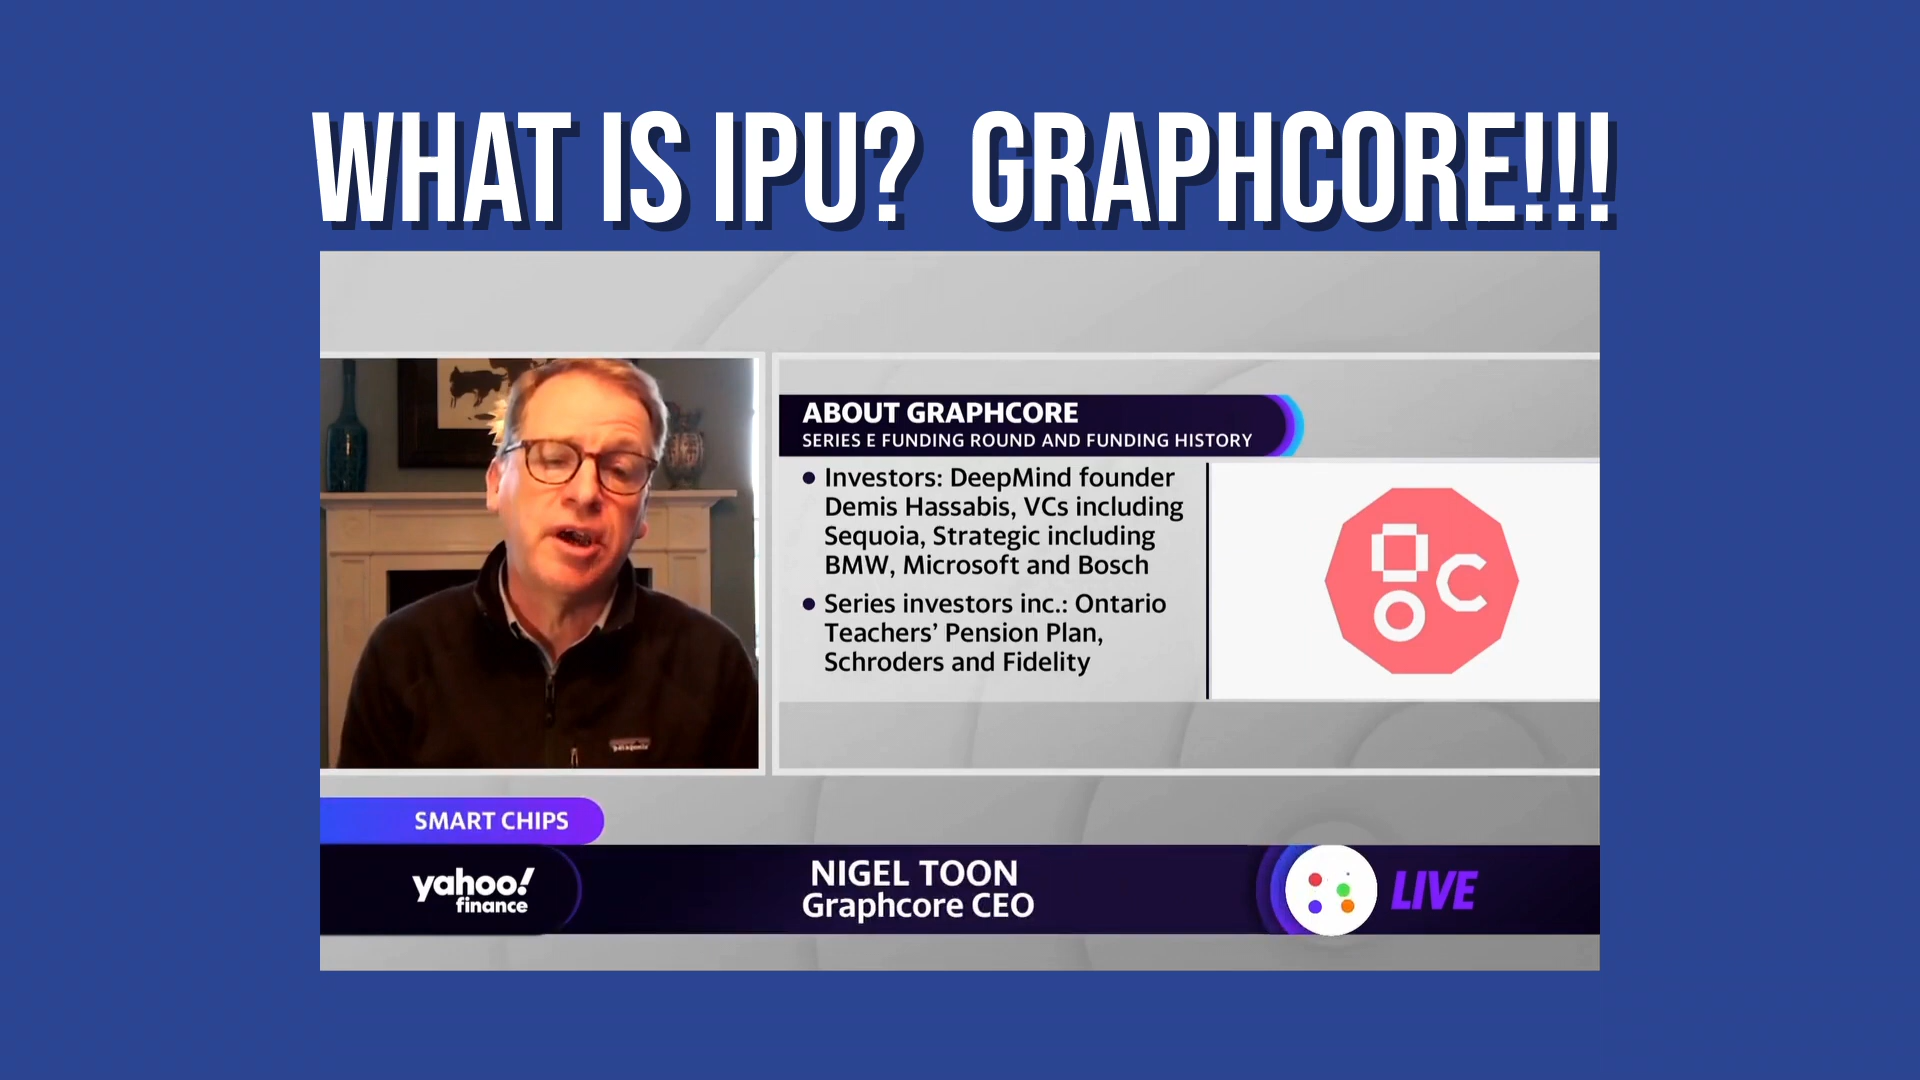 WHAT IS IPU? GRAPHCORE!!!
ABOUT GRAPHCORE
SERIES E FUNDING ROUND AND FUNDING HISTORY
• Investors: DeepMind founder
Demis Hassabis, VCs including
Sequoia, Strategic including
BMW, Microsoft and Bosch
• Series investors inc.: Ontario
Teachers’ Pension Plan,
Schroders and Fidelity
GC
patagonia
SMART CHIPS
yahoo!
finance
NIGEL TOON
Graphcore CEO
LIVE